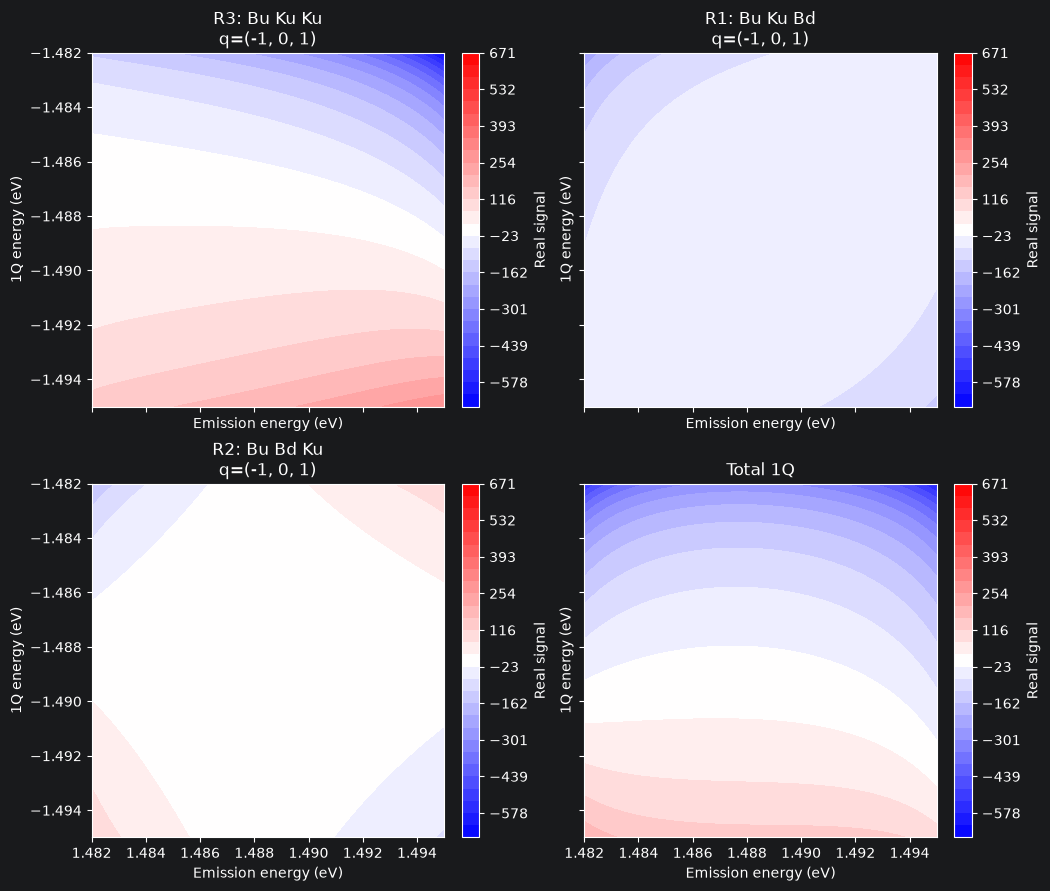 R3: Bu Ku Ku
q=(-1, 0, 1)
−1.482
−1.484
−1.486
−1.488
−1.490
−1.492
−1.494
1Q energy (eV)
Emission energy (eV)
671
532
393
254
116
−23
−162
−301
−439
−578
Real signal
R1: Bu Ku Bd
q=(-1, 0, 1)
1Q energy (eV)
Emission energy (eV)
671
532
393
254
116
−23
−162
−301
−439
−578
Real signal
R2: Bu Bd Ku
q=(-1, 0, 1)
−1.482
−1.484
−1.486
−1.488
−1.490
−1.492
−1.494
1Q energy (eV)
1.482 1.484 1.486 1.488 1.490 1.492 1.494
Emission energy (eV)
671
532
393
254
116
−23
−162
−301
−439
−578
Real signal
Total 1Q
1Q energy (eV)
1.482 1.484 1.486 1.488 1.490 1.492 1.494
Emission energy (eV)
671
532
393
254
116
−23
−162
−301
−439
−578
Real signal